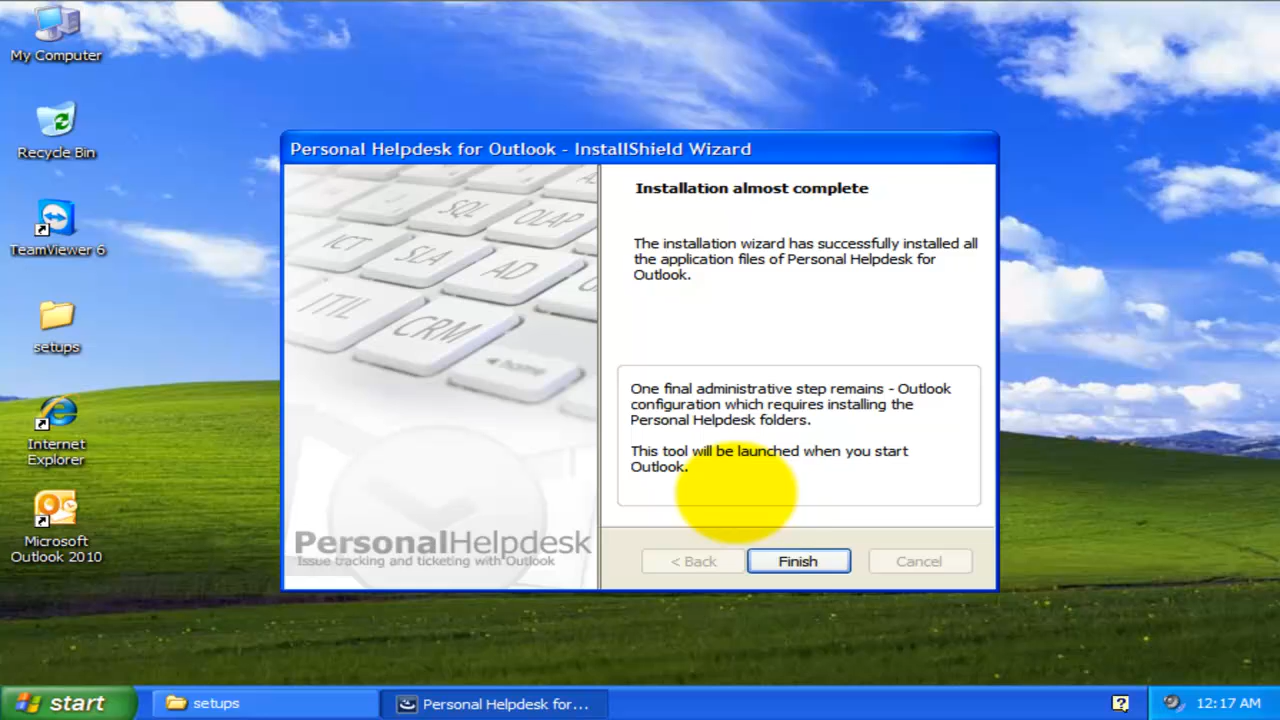 My Computer
Recycle Bin
TeamViewer 6
setups
Internet
Explorer
Microsoft
Outlook 2010
Personal Helpdesk for Outlook - InstallShield Wizard
SQL
OLAP
ICT
SLA
AD
ITIL
CRM
home
PersonalHelpdesk
Issue tracking and ticketing with Outlook
Installation almost complete
The installation wizard has successfully installed all
the application files of Personal Helpdesk for
Outlook.
One final administrative step remains - Outlook
configuration which requires installing the
Personal Helpdesk folders.
This tool will be launched when you start
Outlook.
< Back
Finish
Cancel
start
setups
Personal Helpdesk for...
12:17 AM